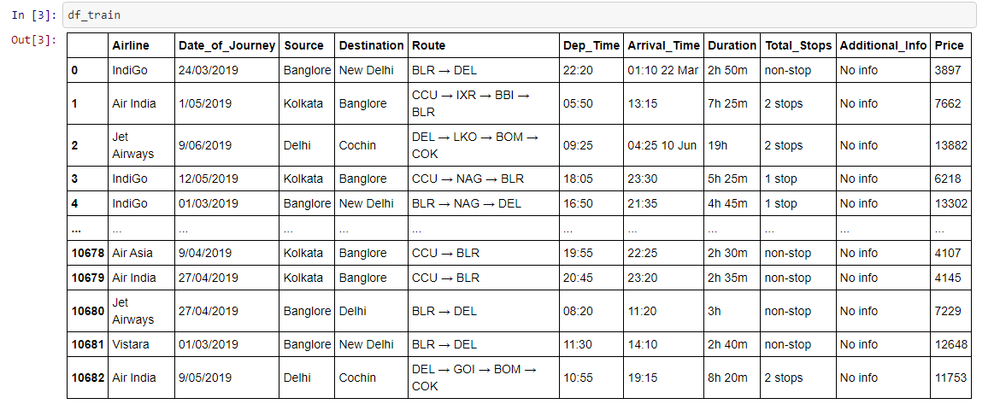 In [3]: df_train
Out[3]:
Airline Date_of_Journey Source Destination Route Dep_Time Arrival_Time Duration Total_Stops Additional_Info Price
0 IndiGo 24/03/2019 Banglore New Delhi BLR → DEL 22:20 01:10 22 Mar 2h 50m non-stop No info 3897
1 Air India 1/05/2019 Kolkata Banglore CCU → IXR → BBI → BLR 05:50 13:15 7h 25m 2 stops No info 7662
2 Jet Airways 9/06/2019 Delhi Cochin DEL → LKO → BOM → COK 09:25 04:25 10 Jun 19h 2 stops No info 13882
3 IndiGo 12/05/2019 Kolkata Banglore CCU → NAG → BLR 18:05 23:30 5h 25m 1 stop No info 6218
4 IndiGo 01/03/2019 Banglore New Delhi BLR → NAG → DEL 16:50 21:35 4h 45m 1 stop No info 13302
... ... ... ... ... ... ... ... ... ... ... ...
10678 Air Asia 9/04/2019 Kolkata Banglore CCU → BLR 19:55 22:25 2h 30m non-stop No info 4107
10679 Air India 27/04/2019 Kolkata Banglore CCU → BLR 20:45 23:20 2h 35m non-stop No info 4145
10680 Jet Airways 27/04/2019 Banglore Delhi BLR → DEL 08:20 11:20 3h non-stop No info 7229
10681 Vistara 01/03/2019 Banglore New Delhi BLR → DEL 11:30 14:10 2h 40m non-stop No info 12648
10682 Air India 9/05/2019 Delhi Cochin DEL → GOI → BOM → COK 10:55 19:15 8h 20m 2 stops No info 11753